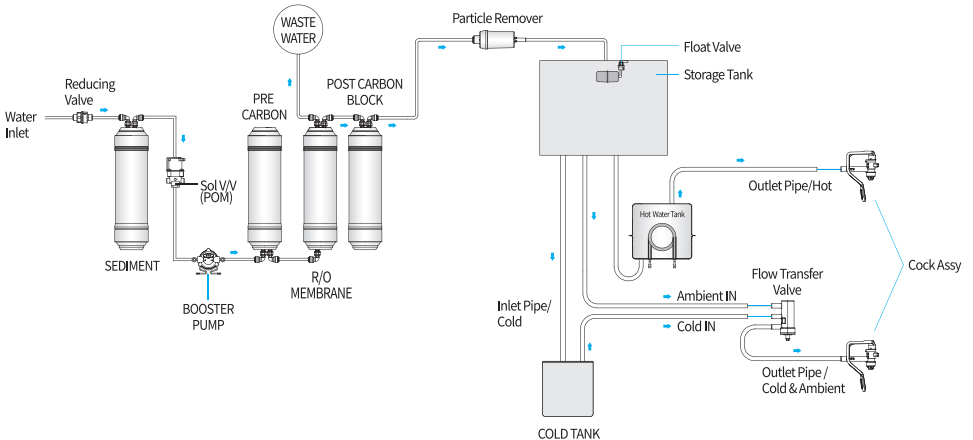 WASTE
WATER
Particle Remover
Float Valve
Storage Tank
Reducing
Valve
Water
Inlet
PRE
CARBON
POST CARBON
BLOCK
Sol V/V
(POM)
SEDIMENT
BOOSTER
PUMP
R/O
MEMBRANE
Hot Water Tank
Outlet Pipe/Hot
Cock Assy
Inlet Pipe/
Cold
Ambient IN
Cold IN
Flow Transfer
Valve
Outlet Pipe /
Cold & Ambient
COLD TANK